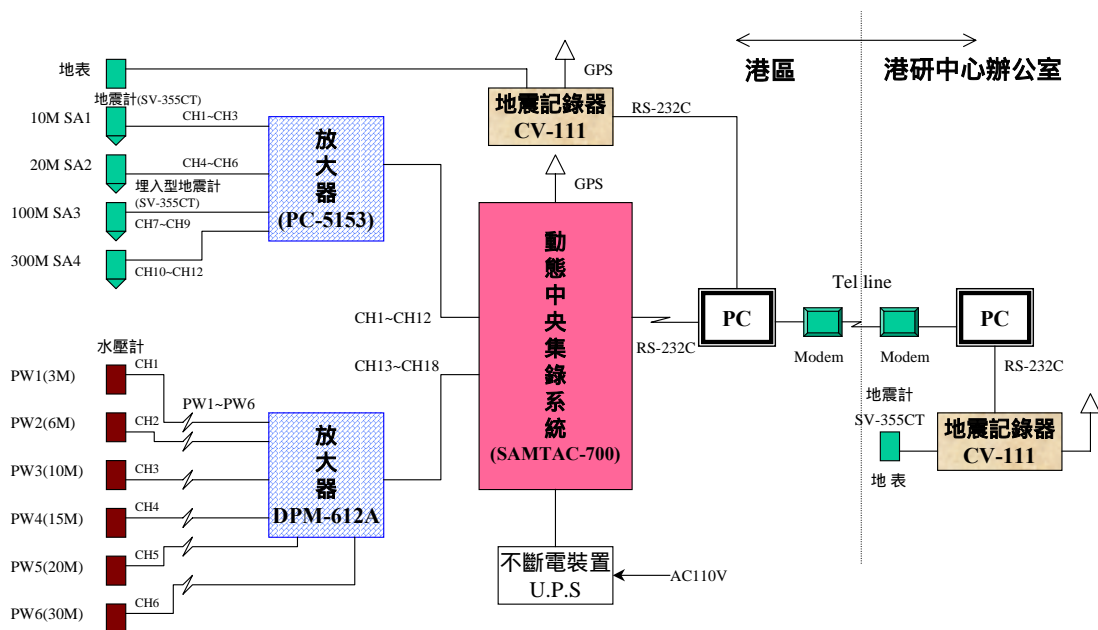 港區
港研中心辦公室
地表
GPS
地震計(SV-355CT)
10M SA1
CH1~CH3
20M SA2
CH4~CH6
埋入型地震計
(SV-355CT)
100M SA3
CH7~CH9
300M SA4
CH10~CH12
放大器
(PC-5153)
地震記錄器
CV-111
RS-232C
GPS
動態中央集錄系統
(SAMTAC-700)
CH1~CH12
CH13~CH18
RS-232C
PC
Tel line
Modem
Modem
PC
RS-232C
地震計
SV-355CT
地表
地震記錄器
CV-111
水壓計
PW1(3M)
CH1
PW1~PW6
PW2(6M)
CH2
PW3(10M)
CH3
PW4(15M)
CH4
PW5(20M)
CH5
PW6(30M)
CH6
放大器
DPM-612A
不斷電裝置
U.P.S
AC110V